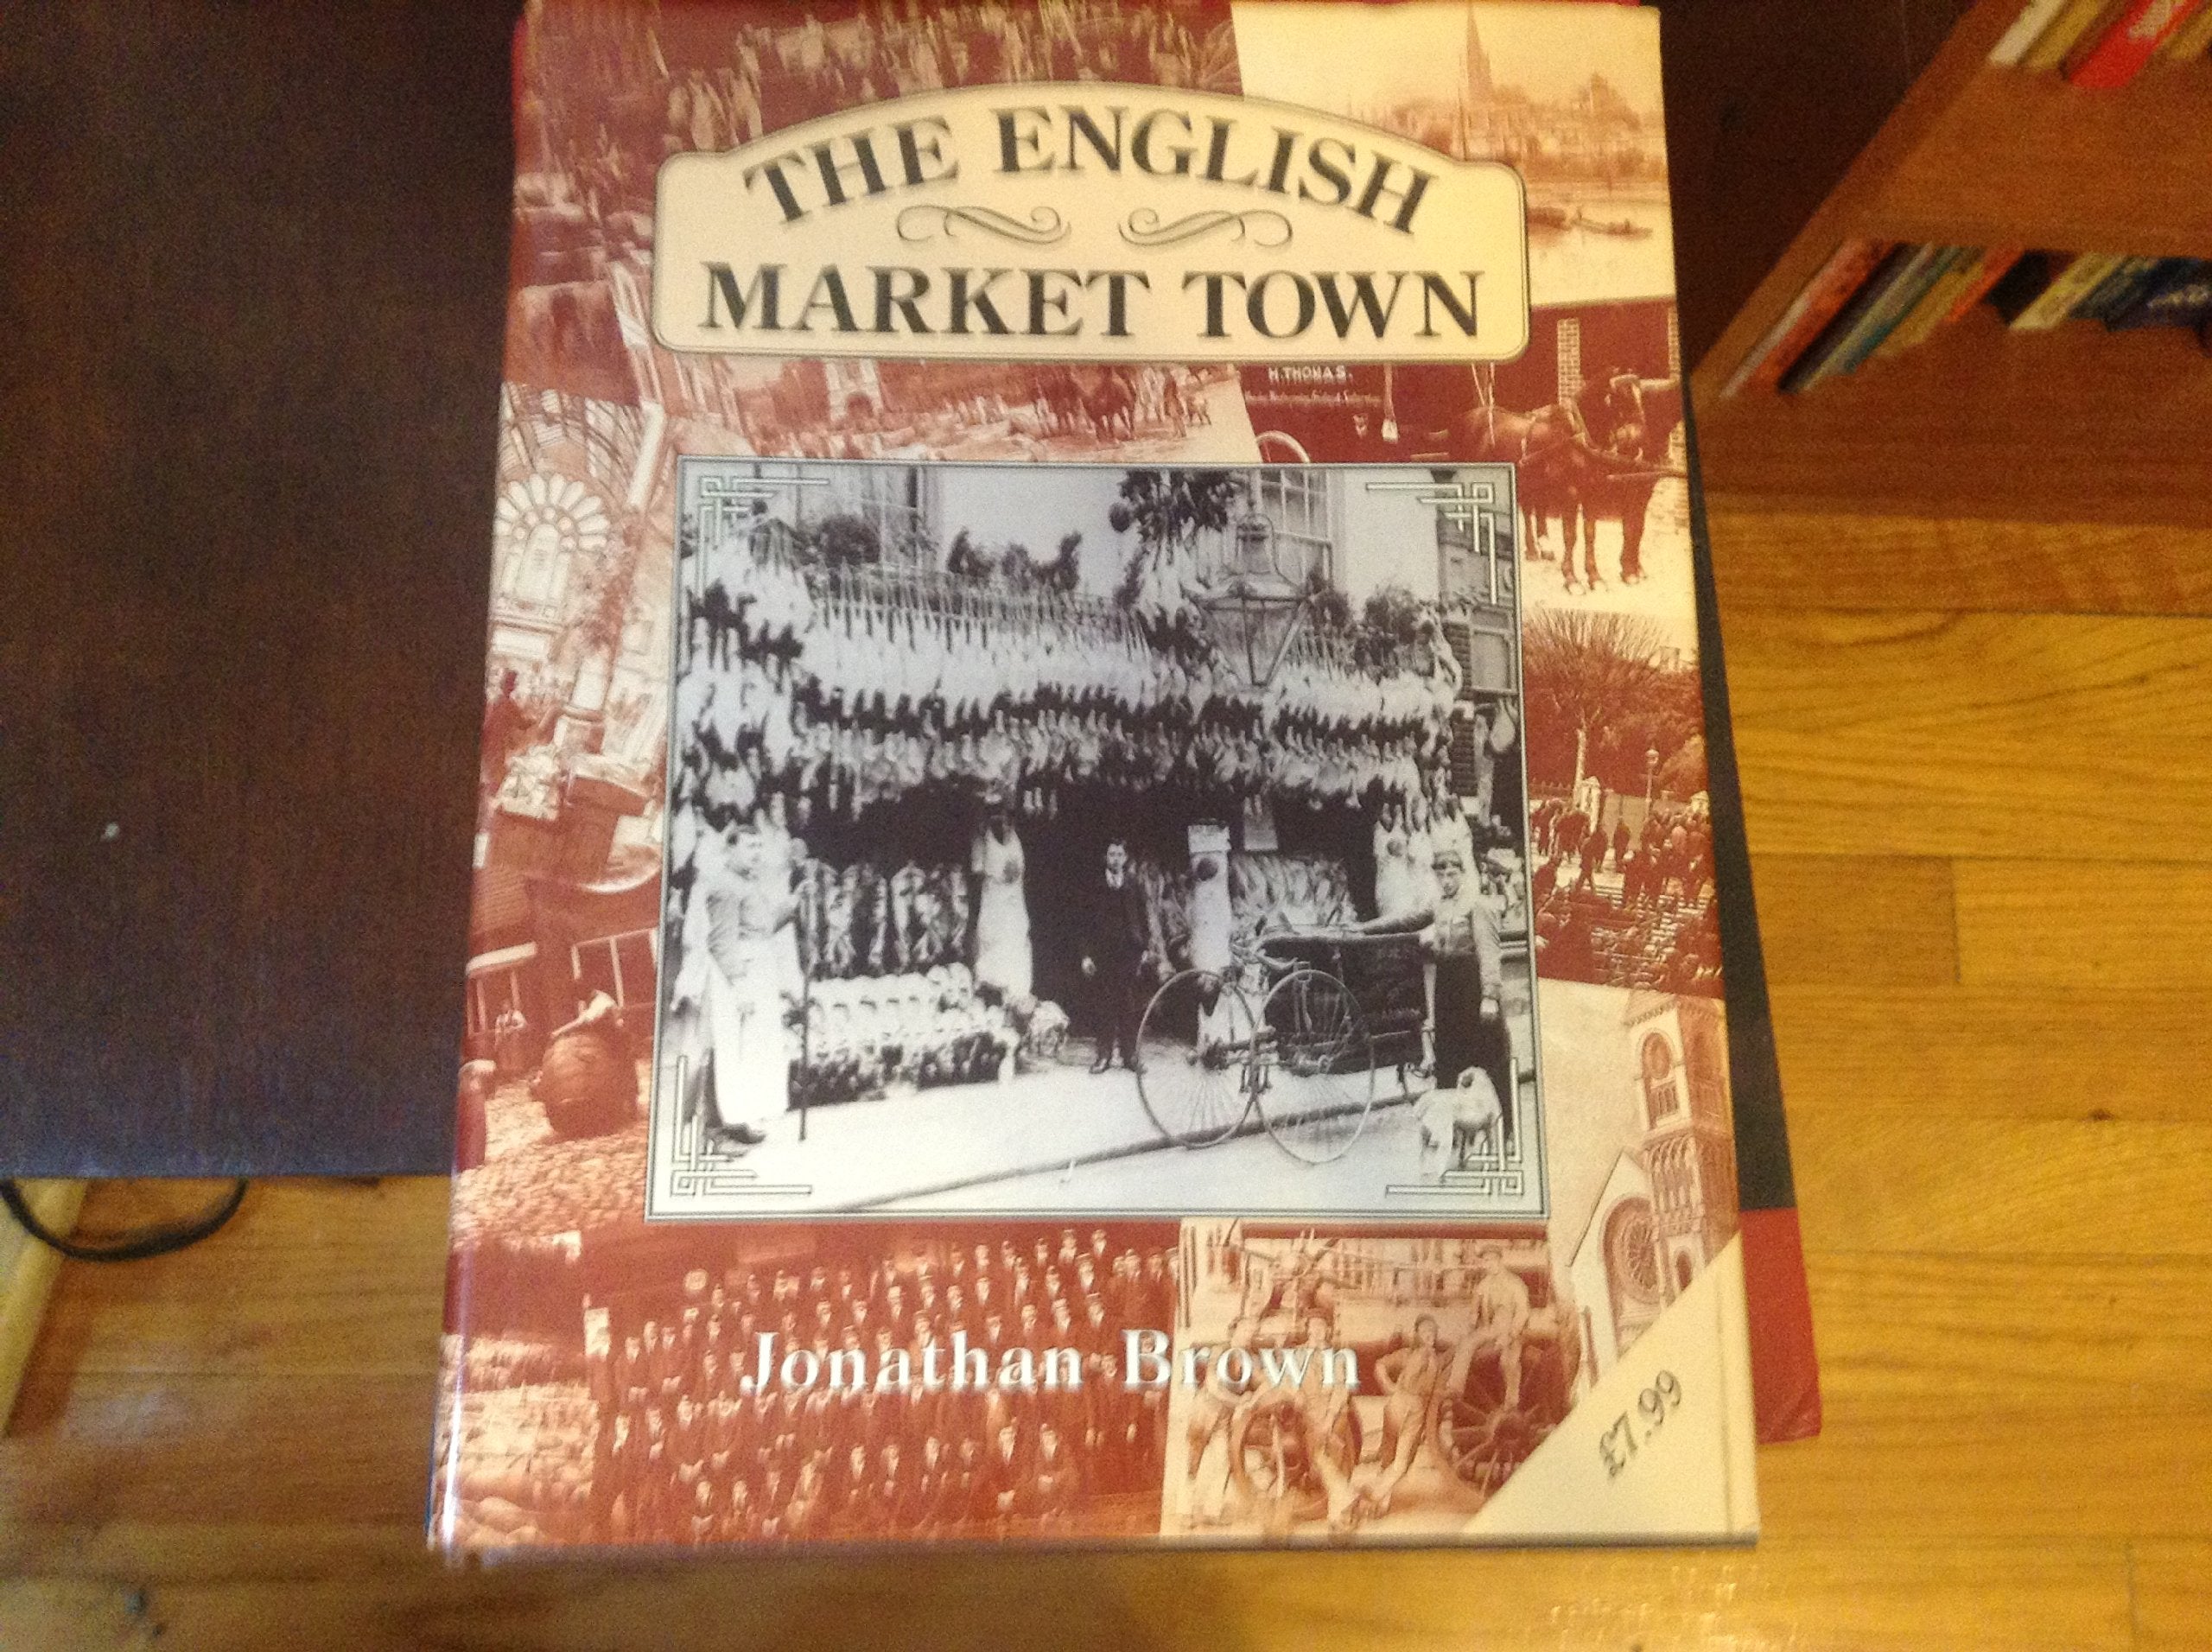 THE ENGLISH
MARKET TOWN
H. THOMAS.
Jonathan Brown
£7.99